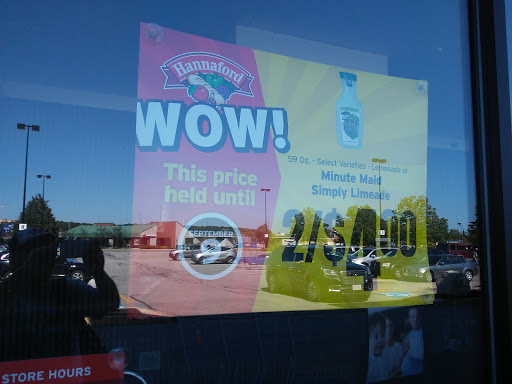 Hannaford
WOW!
This price
held until
SEPTEMBER
59 Oz. - Select Varieties - Lemonade or
Minute Maid
Simply Limeade
STORE HOURS